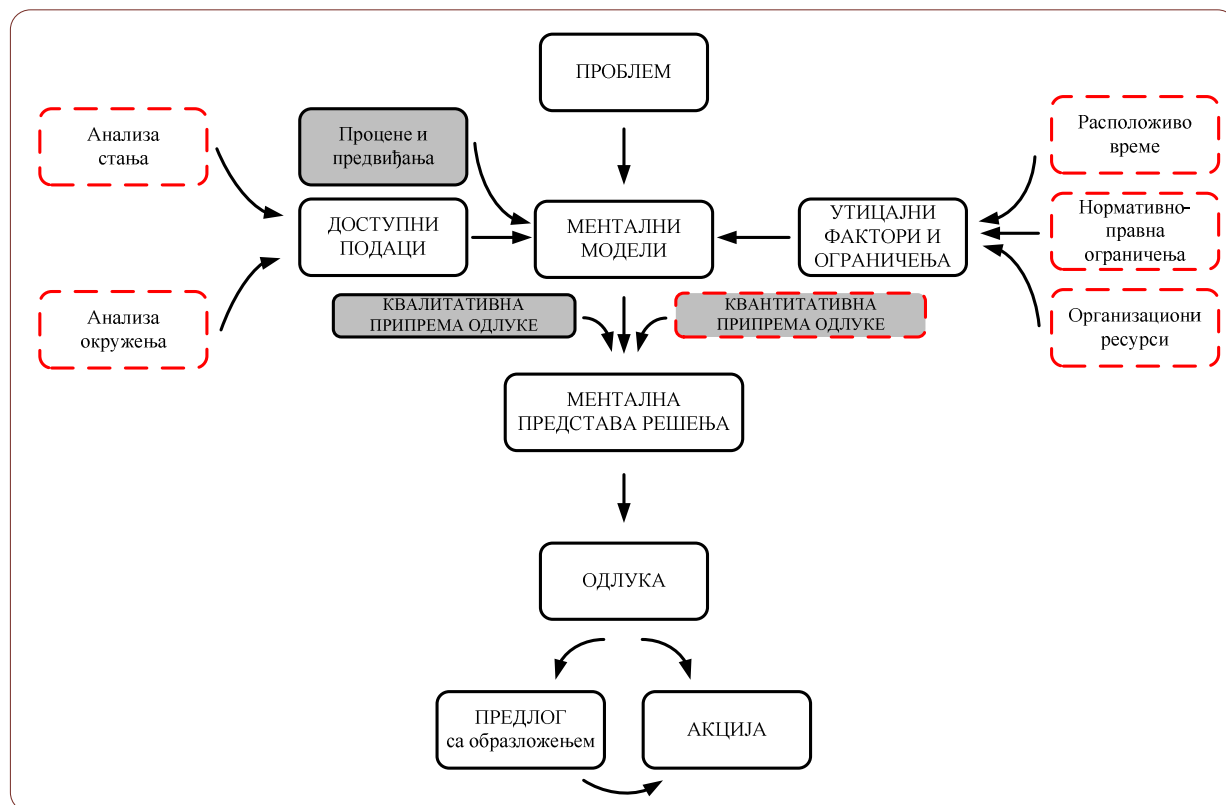 ПРОБЛЕМ
Анализа
стања
Процене и
предвиђања
Расположиво
време
ДОСТУПНИ
ПОДАЦИ
МЕНТАЛНИ
МОДЕЛИ
УТИЦАЈНИ
ФАКТОРИ И
ОГРАНИЧЕЊА
Нормативно-
правна
ограничења
Анализа
окружења
КВАЛИТАТИВНА
ПРИПРЕМА ОДЛУКЕ
КВАНТИТАТИВНА
ПРИПРЕМА ОДЛУКЕ
Организациони
ресурси
МЕНТАЛНА
ПРЕДСТАВА РЕШЕЊА
ОДЛУКА
ПРЕДЛОГ
са образложењем
АКЦИЈА